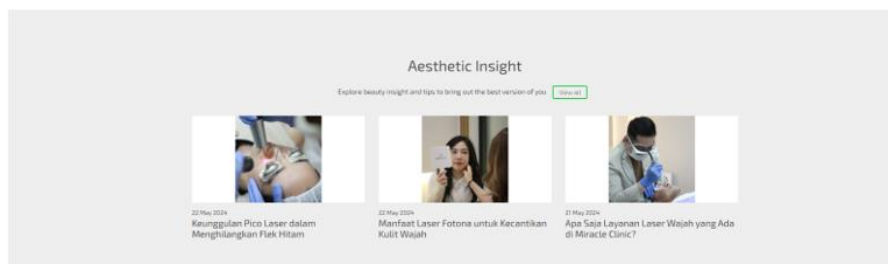 Aesthetic Insight
Explore beauty insight and tips to bring out the best version of you
View all
22 May 2024
Keunggulan Pico Laser dalam
Menghilangkan Flek Hitam
22 May 2024
Manfaat Laser Fotona untuk Kecantikan
Kulit Wajah
21 May 2024
Apa Saja Layanan Laser Wajah yang Ada
di Miracle Clinic?